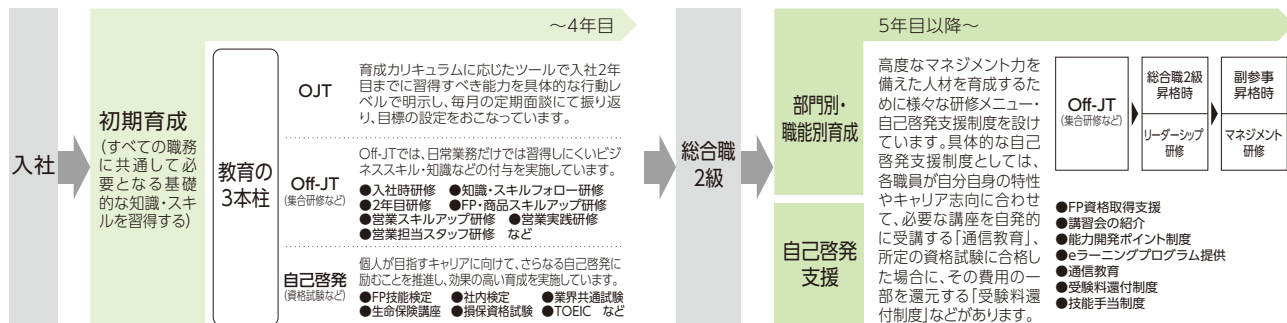 入社
～4年目
初期育成
(すべての職務
に共通して必
要となる基礎
的な知識・スキ
ルを習得する)
教育の
3本柱
OJT
育成カリキュラムに応じたツールで入社2年
目までに習得すべき能力を具体的な行動レ
ベルで明示し、毎月の定期面談にて振り返
り、目標の設定をおこなっています。
Off-JT
(集合研修など)
Off-JTでは、日常業務だけでは習得しにくいビジ
ネススキル・知識などの付与を実施しています。
●入社時研修 ●知識・スキルフォロー研修
●2年目研修 ●FP・商品スキルアップ研修
●営業スキルアップ研修 ●営業実践研修
●営業担当スタッフ研修 など
自己啓発
(資格試験など)
個人が目指すキャリアに向けて、さらなる自己啓発に
励むことを推進し、効果の高い育成を実施しています。
●FP技能検定 ●社内検定 ●業界共通試験
●生命保険講座 ●損保資格試験 ●TOEIC など
総合職
2級
5年目以降～
部門別・
職能別育成
自己啓発
支援
高度なマネジメント力を
備えた人材を育成するた
めに様々な研修メニュー・
自己啓発支援制度を設け
ています。具体的な自己
啓発支援制度としては、
各職員が自分自身の特性
やキャリア志向に合わせ
て、必要な講座を自発的
に受講する「通信教育」、
所定の資格試験に合格し
た場合に、その費用の一
部を還元する「受験料還
付制度」などがあります。
Off-JT
(集合研修など)
総合職2級
昇格時
リーダーシップ
研修
副参事
昇格時
マネジメント
研修
●FP資格取得支援
●講習会の紹介
●能力開発ポイント制度
●eラーニングプログラム提供
●通信教育
●受験料還付制度
●技能手当制度